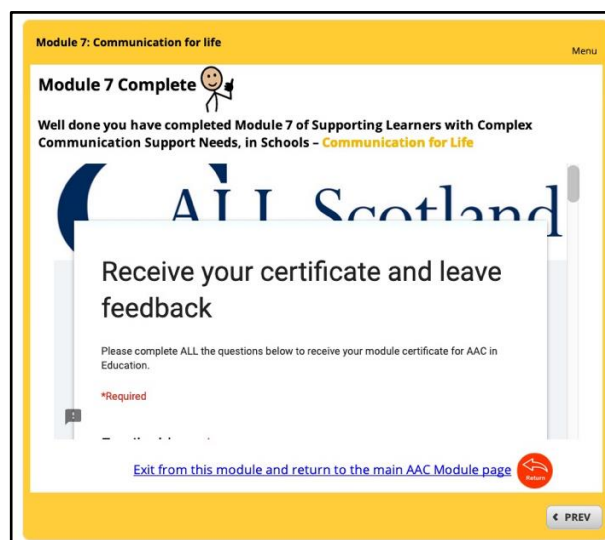 Module 7: Communication for life
Menu
Module 7 Complete
Well done you have completed Module 7 of Supporting Learners with Complex
Communication Support Needs, in Schools – Communication for Life
Scotland
Receive your certificate and leave
feedback
Please complete ALL the questions below to receive your module certificate for AAC in
Education.
*Required
Exit from this module and return to the main AAC Module page
Return
PREV